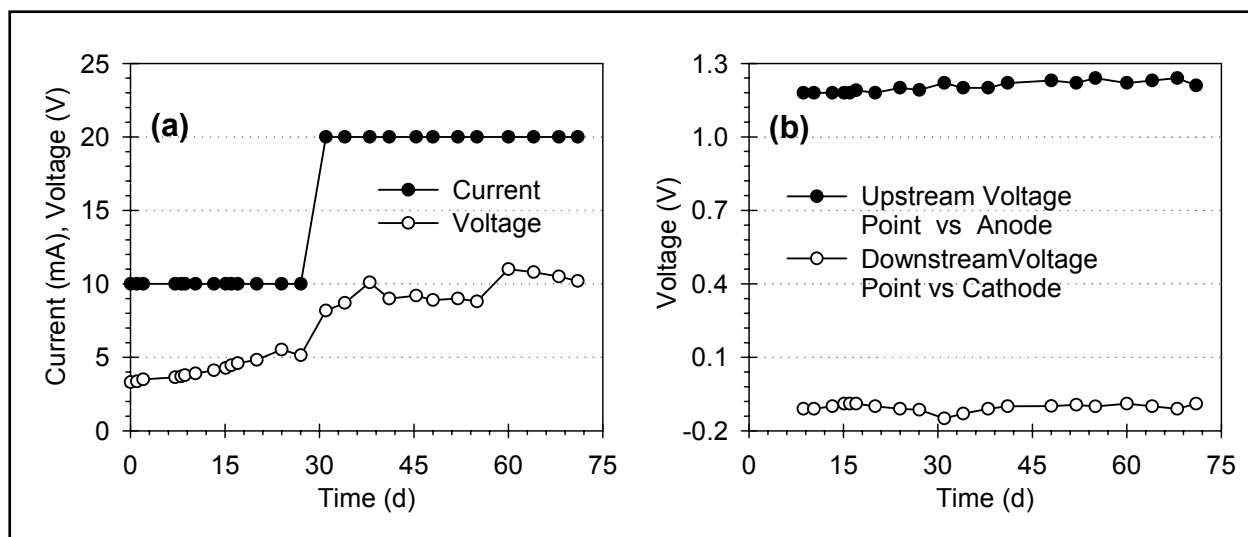 25
20
15
10
5
0
Current (mA), Voltage (V)
(a)
Current
Voltage
0 15 30 45 60 75
Time (d)
1.3
1.0
0.7
0.4
0.1
-0.2
Voltage (V)
(b)
Upstream Voltage
Point vs Anode
DownstreamVoltage
Point vs Cathode
0 15 30 45 60 75
Time (d)